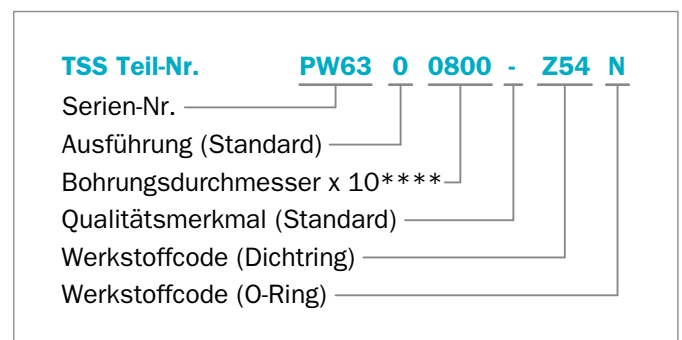 TSS Teil-Nr. PW63 0 0800 - Z54 N
Serien-Nr.
Ausführung (Standard)
Bohrungsdurchmesser x 10****
Qualitätsmerkmal (Standard)
Werkstoffcode (Dichtring)
Werkstoffcode (O-Ring)